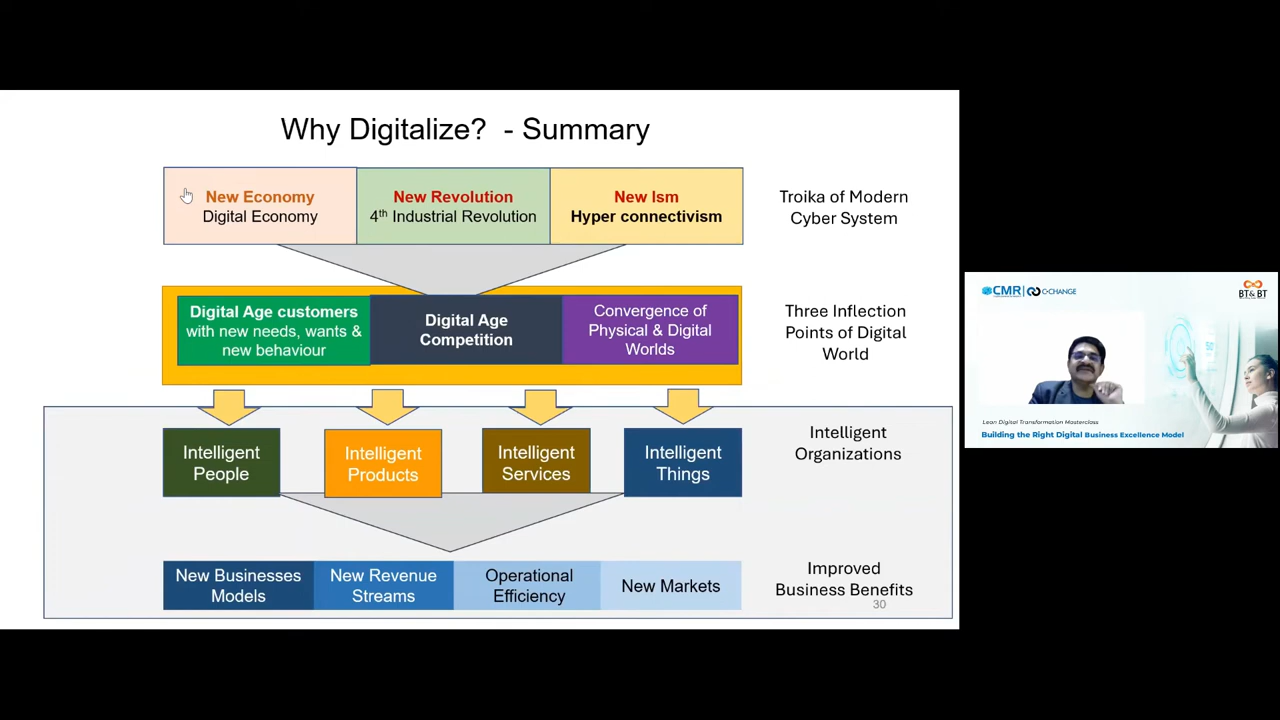 Why Digitalize? - Summary
New Economy
Digital Economy
New Revolution
4th Industrial Revolution
New Ism
Hyper connectivism
Troika of Modern
Cyber System
Digital Age customers
with new needs, wants &
new behaviour
Digital Age
Competition
Convergence of
Physical & Digital
Worlds
Three Inflection
Points of Digital
World
Intelligent
People
Intelligent
Products
Intelligent
Services
Intelligent
Things
Intelligent
Organizations
New Businesses
Models
New Revenue
Streams
Operational
Efficiency
New Markets
Improved
Business Benefits
30
CMR
C-CHANGE
BT&BT
Lean Digital Transformation Masterclass
Building the Right Digital Business Excellence Model